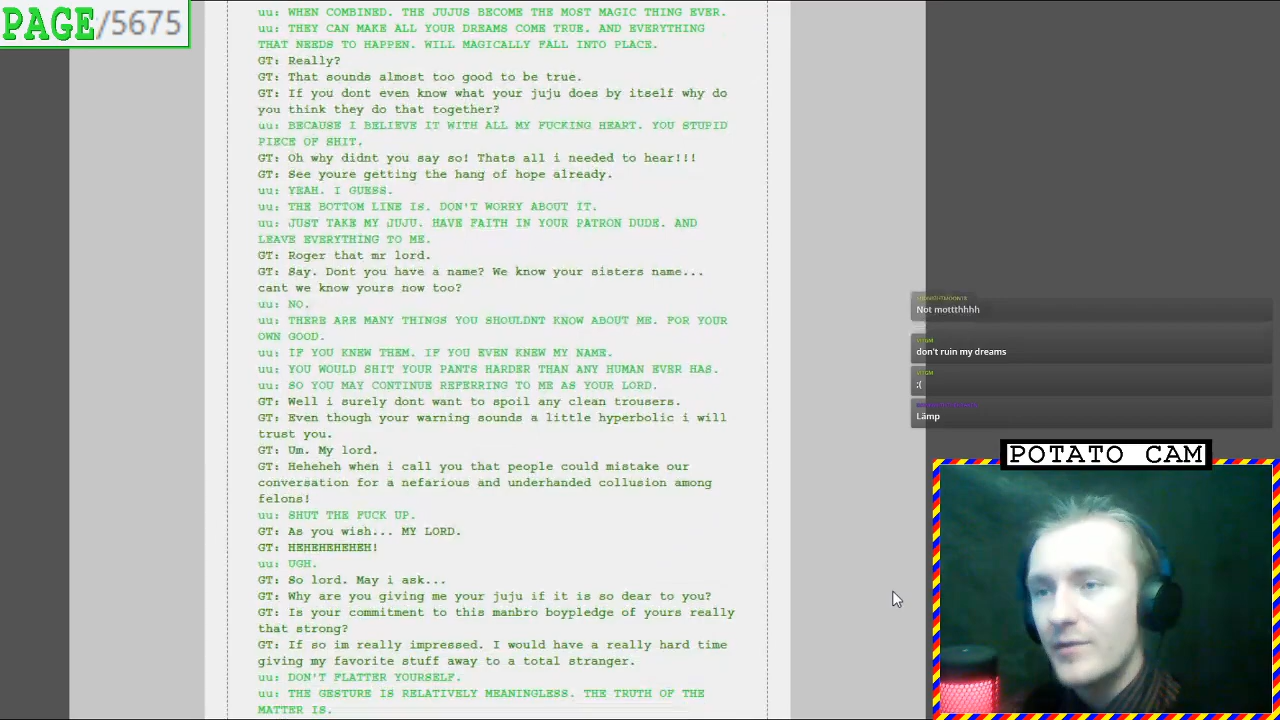 PAGE/5675
uu: WHEN COMBINED. THE JUJUS BECOME THE MOST MAGIC THING EVER.
uu: THEY CAN MAKE ALL YOUR DREAMS COME TRUE. AND EVERYTHING
THAT NEEDS TO HAPPEN. WILL MAGICALLY FALL INTO PLACE.
GT: Really?
GT: That sounds almost too good to be true.
GT: If you dont even know what your juju does by itself why do
you think they do that together?
uu: BECAUSE I BELIEVE IT WITH ALL MY FUCKING HEART. YOU STUPID
PIECE OF SHIT.
GT: Oh why didnt you say so! Thats all i needed to hear!!!
GT: See youre getting the hang of hope already.
uu: YEAH. I GUESS.
uu: THE BOTTOM LINE IS. DON'T WORRY ABOUT IT.
uu: JUST TAKE MY JUJU. HAVE FAITH IN YOUR PATRON DUDE. AND
LEAVE EVERYTHING TO ME.
GT: Roger that mr lord.
GT: Say. Dont you have a name? We know your sisters name...
cant we know yours now too?
uu: NO.
uu: THERE ARE MANY THINGS YOU SHOULDNT KNOW ABOUT ME. FOR YOUR
OWN GOOD.
uu: IF YOU KNEW THEM. IF YOU EVEN KNEW MY NAME.
uu: YOU WOULD SHIT YOUR PANTS HARDER THAN ANY HUMAN EVER HAS.
uu: SO YOU MAY CONTINUE REFERRING TO ME AS YOUR LORD.
GT: Well i surely dont want to spoil any clean trousers.
GT: Even though your warning sounds a little hyperbolic i will
trust you.
GT: Um. My lord.
GT: Heheheh when i call you that people could mistake our
conversation for a nefarious and underhanded collusion among
felons!
uu: SHUT THE FUCK UP.
GT: As you wish... MY LORD.
GT: HEHEHEHEHEH!
uu: UGH.
GT: So lord. May i ask...
GT: Why are you giving me your juju if it is so dear to you?
GT: Is your commitment to this manbro boypledge of yours really
that strong?
GT: If so im really impressed. I would have a really hard time
giving my favorite stuff away to a total stranger.
uu: DON'T FLATTER YOURSELF.
uu: THE GESTURE IS RELATIVELY MEANINGLESS. THE TRUTH OF THE
MATTER IS.
Not mottthhhh
don't ruin my dreams
:(
Lämp
POTATO CAM